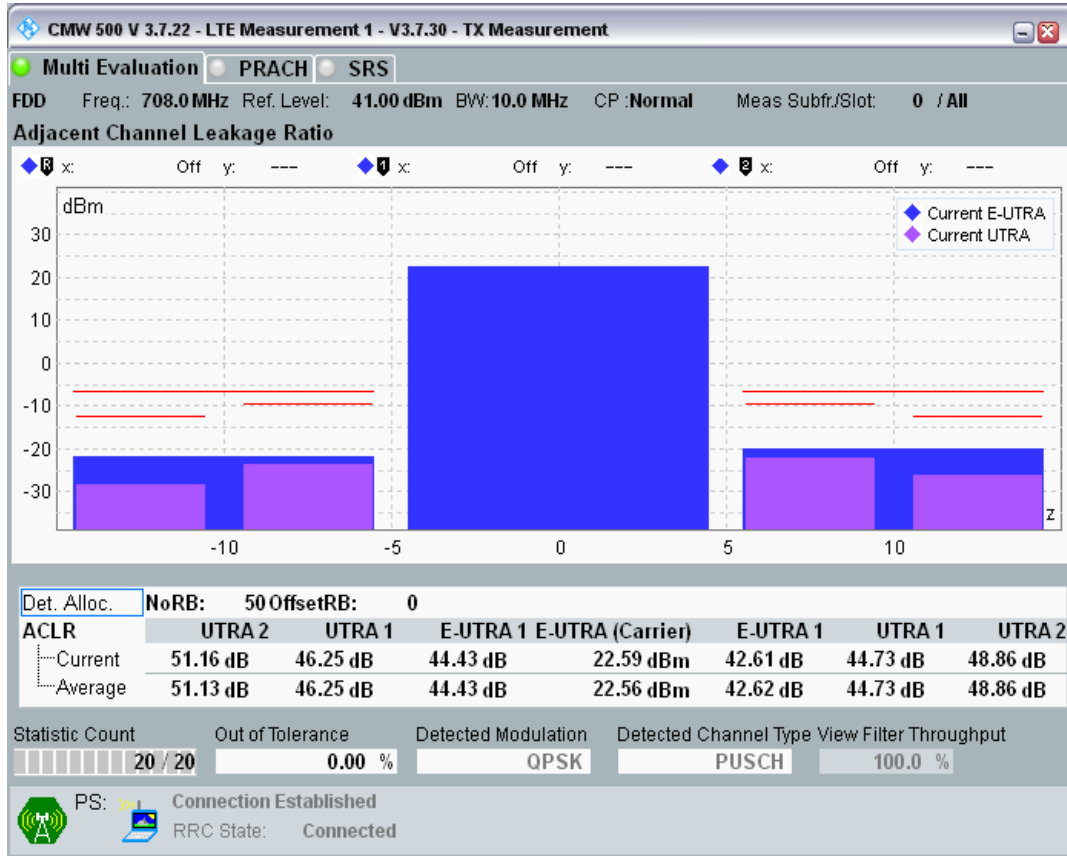 CMW 500 V 3.7.22 - LTE Measurement 1 - V3.7.30 - TX Measurement
Multi Evaluation PRACH SRS
FDD Freq.: 708.0 MHz Ref. Level: 41.00 dBm BW: 10.0 MHz CP :Normal Meas Subfr./Slot: 0 / All
Adjacent Channel Leakage Ratio
R x: Off y: --- 1 x: Off y: --- 2 x: Off y: ---
dBm
Current E-UTRA
Current UTRA
30
20
10
0
-10
-20
-30
z
-10 -5 0 5 10
Det. Alloc. NoRB: 50 OffsetRB: 0
ACLR UTRA 2 UTRA 1 E-UTRA 1 E-UTRA (Carrier) E-UTRA 1 UTRA 1 UTRA 2
Current 51.16 dB 46.25 dB 44.43 dB 22.59 dBm 42.61 dB 44.73 dB 48.86 dB
Average 51.13 dB 46.25 dB 44.43 dB 22.56 dBm 42.62 dB 44.73 dB 48.86 dB
Statistic Count Out of Tolerance Detected Modulation Detected Channel Type View Filter Throughput
20 / 20 0.00 % QPSK PUSCH 100.0 %
PS: Connection Established
RRC State: Connected